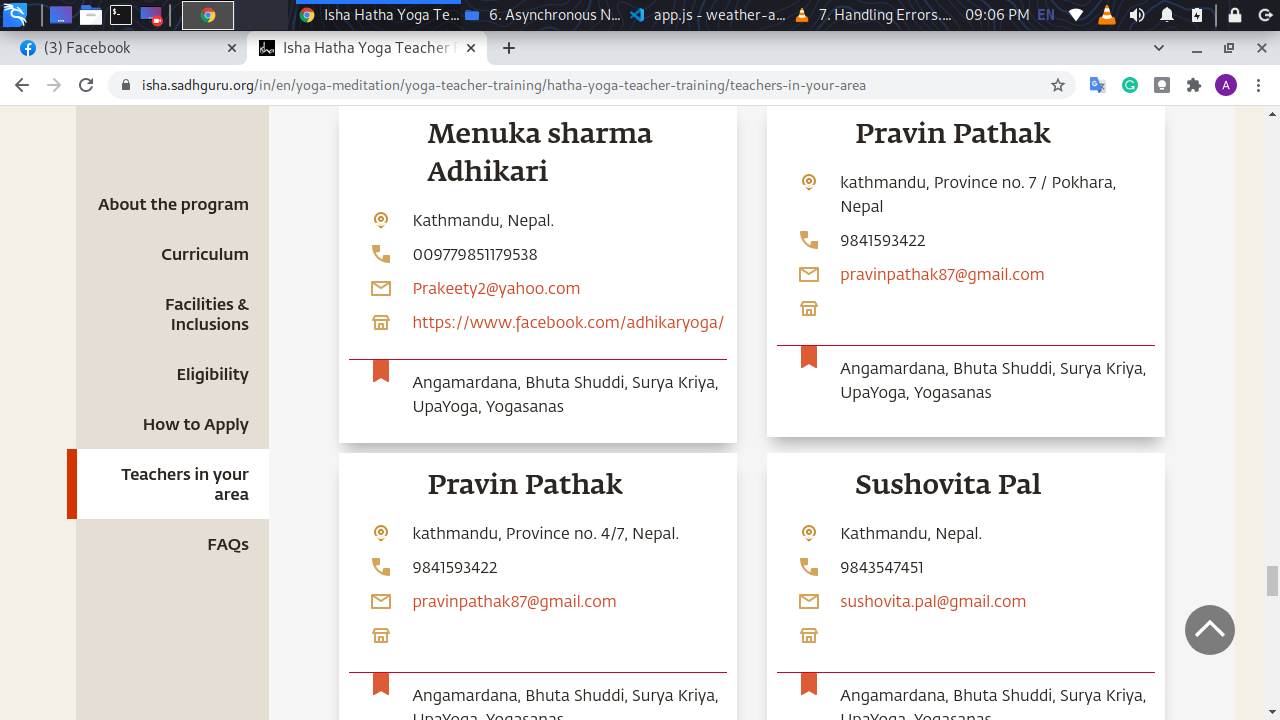 Isha Hatha Yoga Te...
6. Asynchronous N...
app.js - weather-a...
7. Handling Errors....
09:06 PM
EN
(3) Facebook
Isha Hatha Yoga Teacher
isha.sadhguru.org/in/en/yoga-meditation/yoga-teacher-training/hatha-yoga-teacher-training/teachers-in-your-area
A
About the program
Curriculum
Facilities &
Inclusions
Eligibility
How to Apply
Teachers in your
area
FAQs
Menuka sharma
Adhikari
Kathmandu, Nepal.
009779851179538
Prakeety2@yahoo.com
https://www.facebook.com/adhikaryoga/
Angamardana, Bhuta Shuddi, Surya Kriya,
UpaYoga, Yogasanas
Pravin Pathak
kathmandu, Province no. 7 / Pokhara,
Nepal
9841593422
pravinpathak87@gmail.com
Angamardana, Bhuta Shuddi, Surya Kriya,
UpaYoga, Yogasanas
Pravin Pathak
kathmandu, Province no. 4/7, Nepal.
9841593422
pravinpathak87@gmail.com
Angamardana, Bhuta Shuddi, Surya Kriya,
UpaYoga, Yogasanas
Sushovita Pal
Kathmandu, Nepal.
9843547451
sushovita.pal@gmail.com
Angamardana, Bhuta Shuddi, Surya Kriya,
UpaYoga, Yogasanas